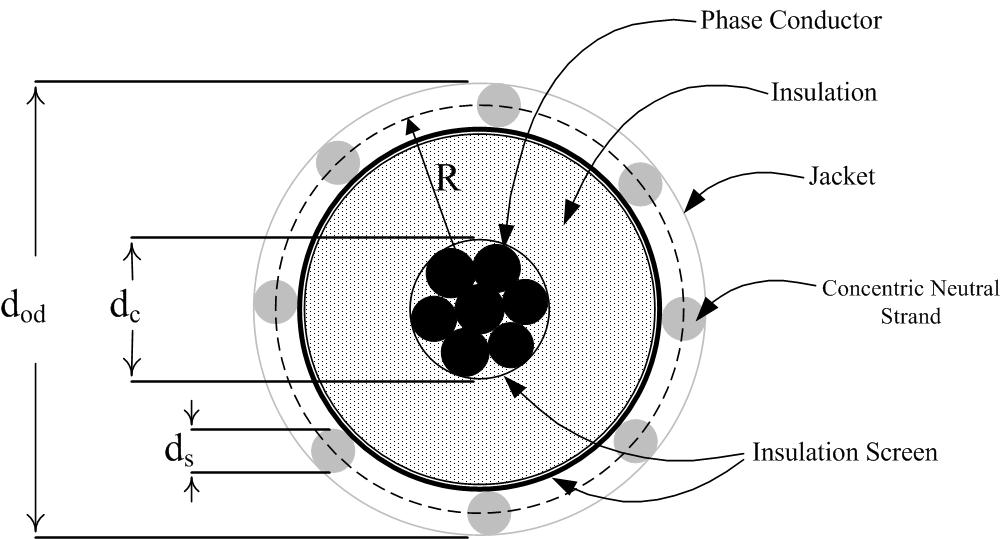 Phase Conductor
Insulation
R
Jacket
d_c
d_od
Concentric Neutral
Strand
d_s
Insulation Screen